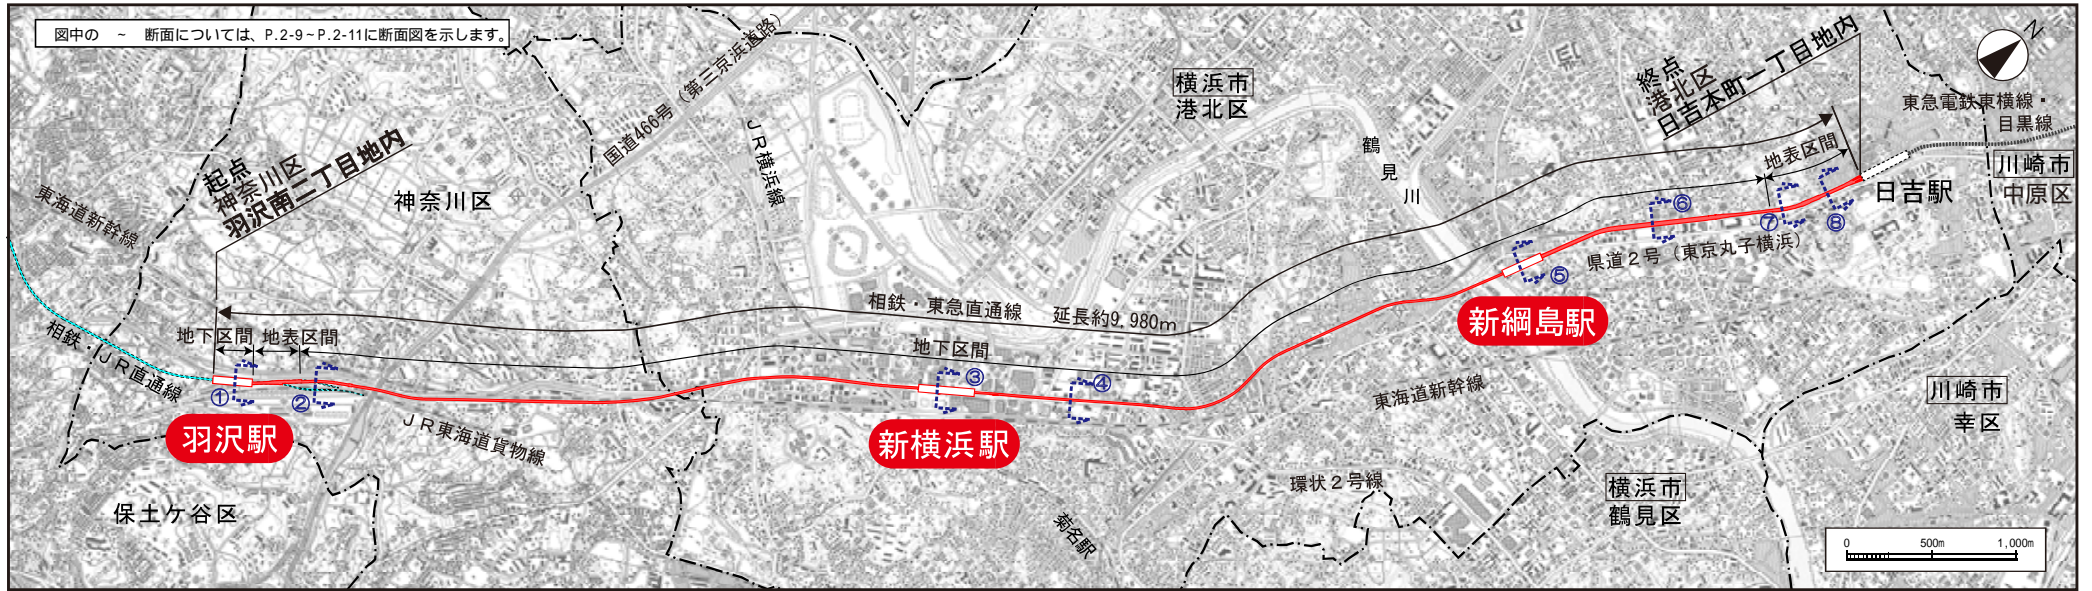 図中の　~　断面については、P.2-9~P.2-11に断面図を示します。
起点
神奈川区
羽沢南二丁目地内
東海道新幹線
神奈川区
国道466号（第三京浜道路）
ＪＲ横浜線
横浜市
港北区
鶴見川
終点
港北区
日吉本町一丁目地内
N
東急電鉄東横線・
目黒線
川崎市
中原区
日吉駅
地表区間
⑥
⑦
⑧
県道２号（東京丸子横浜）
⑤
新綱島駅
相鉄・東急直通線　延長約9,980m
地下区間
地下区間
地表区間
相鉄・ＪＲ直通線
①
②
③
④
羽沢駅
ＪＲ東海道貨物線
新横浜駅
東海道新幹線
川崎市
幸区
環状２号線
横浜市
鶴見区
保土ケ谷区
菊名駅
0　500m　1,000m